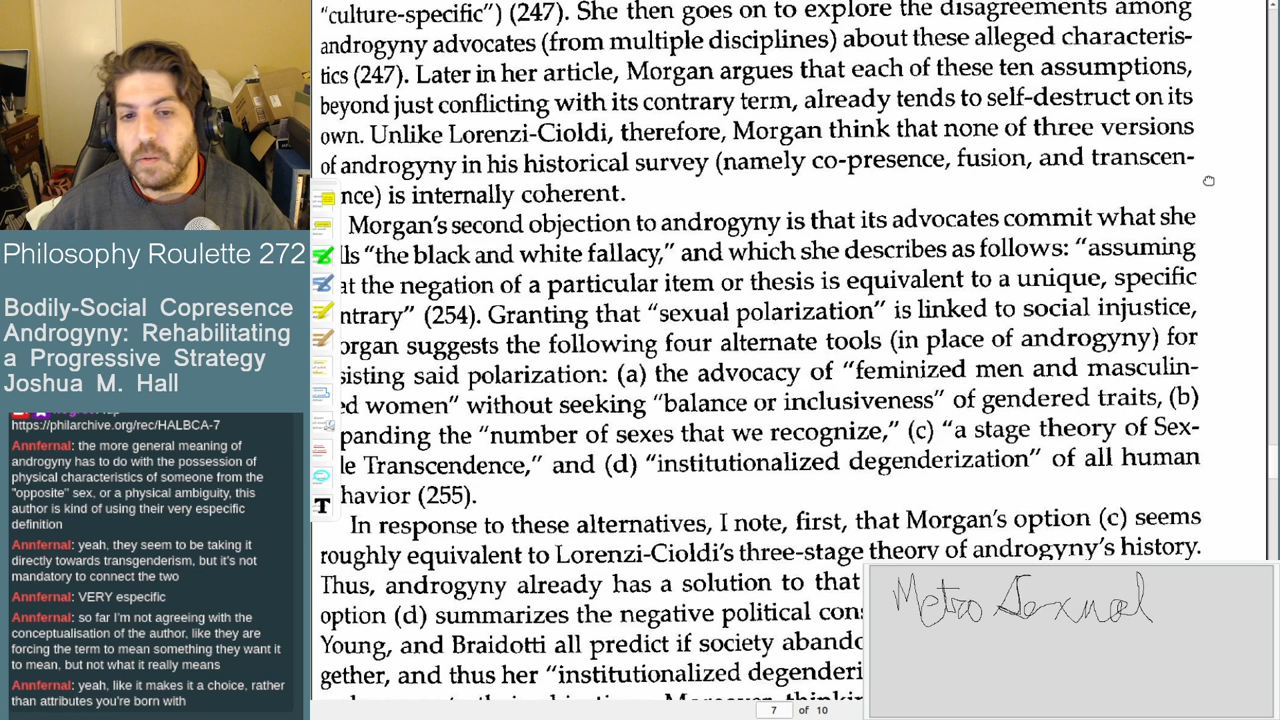 "culture-specific") (247). She then goes on to explore the disagreements among
androgyny advocates (from multiple disciplines) about these alleged characteris-
tics (247). Later in her article, Morgan argues that each of these ten assumptions,
beyond just conflicting with its contrary term, already tends to self-destruct on its
own. Unlike Lorenzi-Cioldi, therefore, Morgan think that none of three versions
of androgyny in his historical survey (namely co-presence, fusion, and transcen-
nce) is internally coherent.
Morgan's second objection to androgyny is that its advocates commit what she
lls "the black and white fallacy," and which she describes as follows: "assuming
at the negation of a particular item or thesis is equivalent to a unique, specific
ntrary" (254). Granting that "sexual polarization" is linked to social injustice,
organ suggests the following four alternate tools (in place of androgyny) for
sisting said polarization: (a) the advocacy of "feminized men and masculin-
ed women" without seeking "balance or inclusiveness" of gendered traits, (b)
panding the "number of sexes that we recognize," (c) "a stage theory of Sex-
le Transcendence," and (d) "institutionalized degenderization" of all human
havior (255).
In response to these alternatives, I note, first, that Morgan's option (c) seems
roughly equivalent to Lorenzi-Cioldi's three-stage theory of androgyny's history.
Thus, androgyny already has a solution to that
option (d) summarizes the negative political con
Young, and Braidotti all predict if society abando
gether, and thus her "institutionalized degenderi
T
7 of 10
Metro Sexual
Philosophy Roulette 272
Bodily-Social Copresence
Androgyny: Rehabilitating
a Progressive Strategy
Joshua M. Hall
https://philarchive.org/rec/HALBCA-7
Annfernal: the more general meaning of
androgyny has to do with the possession of
physical characteristics of someone from the
"opposite" sex, or a physical ambiguity, this
author is kind of using their very especific
definition
Annfernal: yeah, they seem to be taking it
directly towards transgenderism, but it's not
mandatory to connect the two
Annfernal: VERY especific
Annfernal: so far I'm not agreeing with the
conceptualisation of the author, like they are
forcing the term to mean something they want it
to mean, but not what it really means
Annfernal: yeah, like it makes it a choice, rather
than attributes you're born with